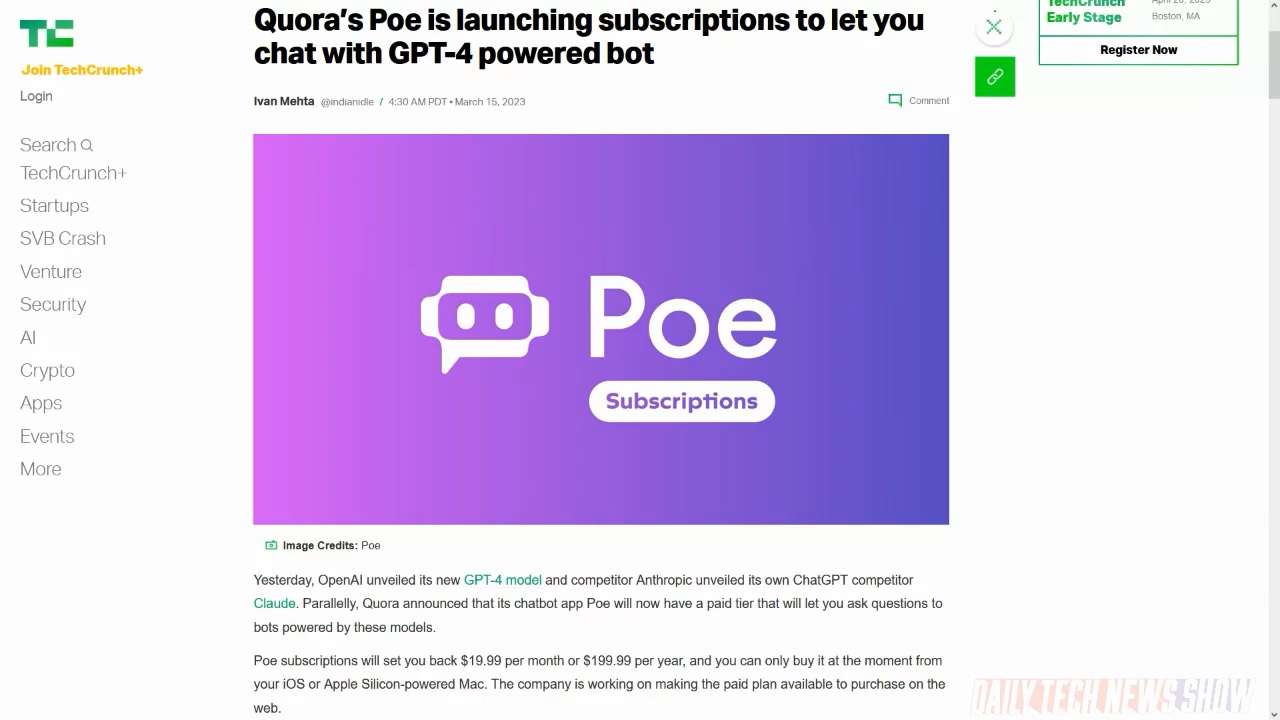 Quora’s Poe is launching subscriptions to let you
chat with GPT-4 powered bot
Ivan Mehta @indianidle / 4:30 AM PDT • March 15, 2023
Comment
TC
Join TechCrunch+
Login
Search
TechCrunch+
Startups
SVB Crash
Venture
Security
AI
Crypto
Apps
Events
More
Poe
Subscriptions
Image Credits: Poe
Yesterday, OpenAI unveiled its new GPT-4 model and competitor Anthropic unveiled its own ChatGPT competitor
Claude. Parallelly, Quora announced that its chatbot app Poe will now have a paid tier that will let you ask questions to
bots powered by these models.
Poe subscriptions will set you back $19.99 per month or $199.99 per year, and you can only buy it at the moment from
your iOS or Apple Silicon-powered Mac. The company is working on making the paid plan available to purchase on the
web.
TechCrunch
Early Stage
Boston, MA
Register Now
DAILY TECH NEWS SHOW